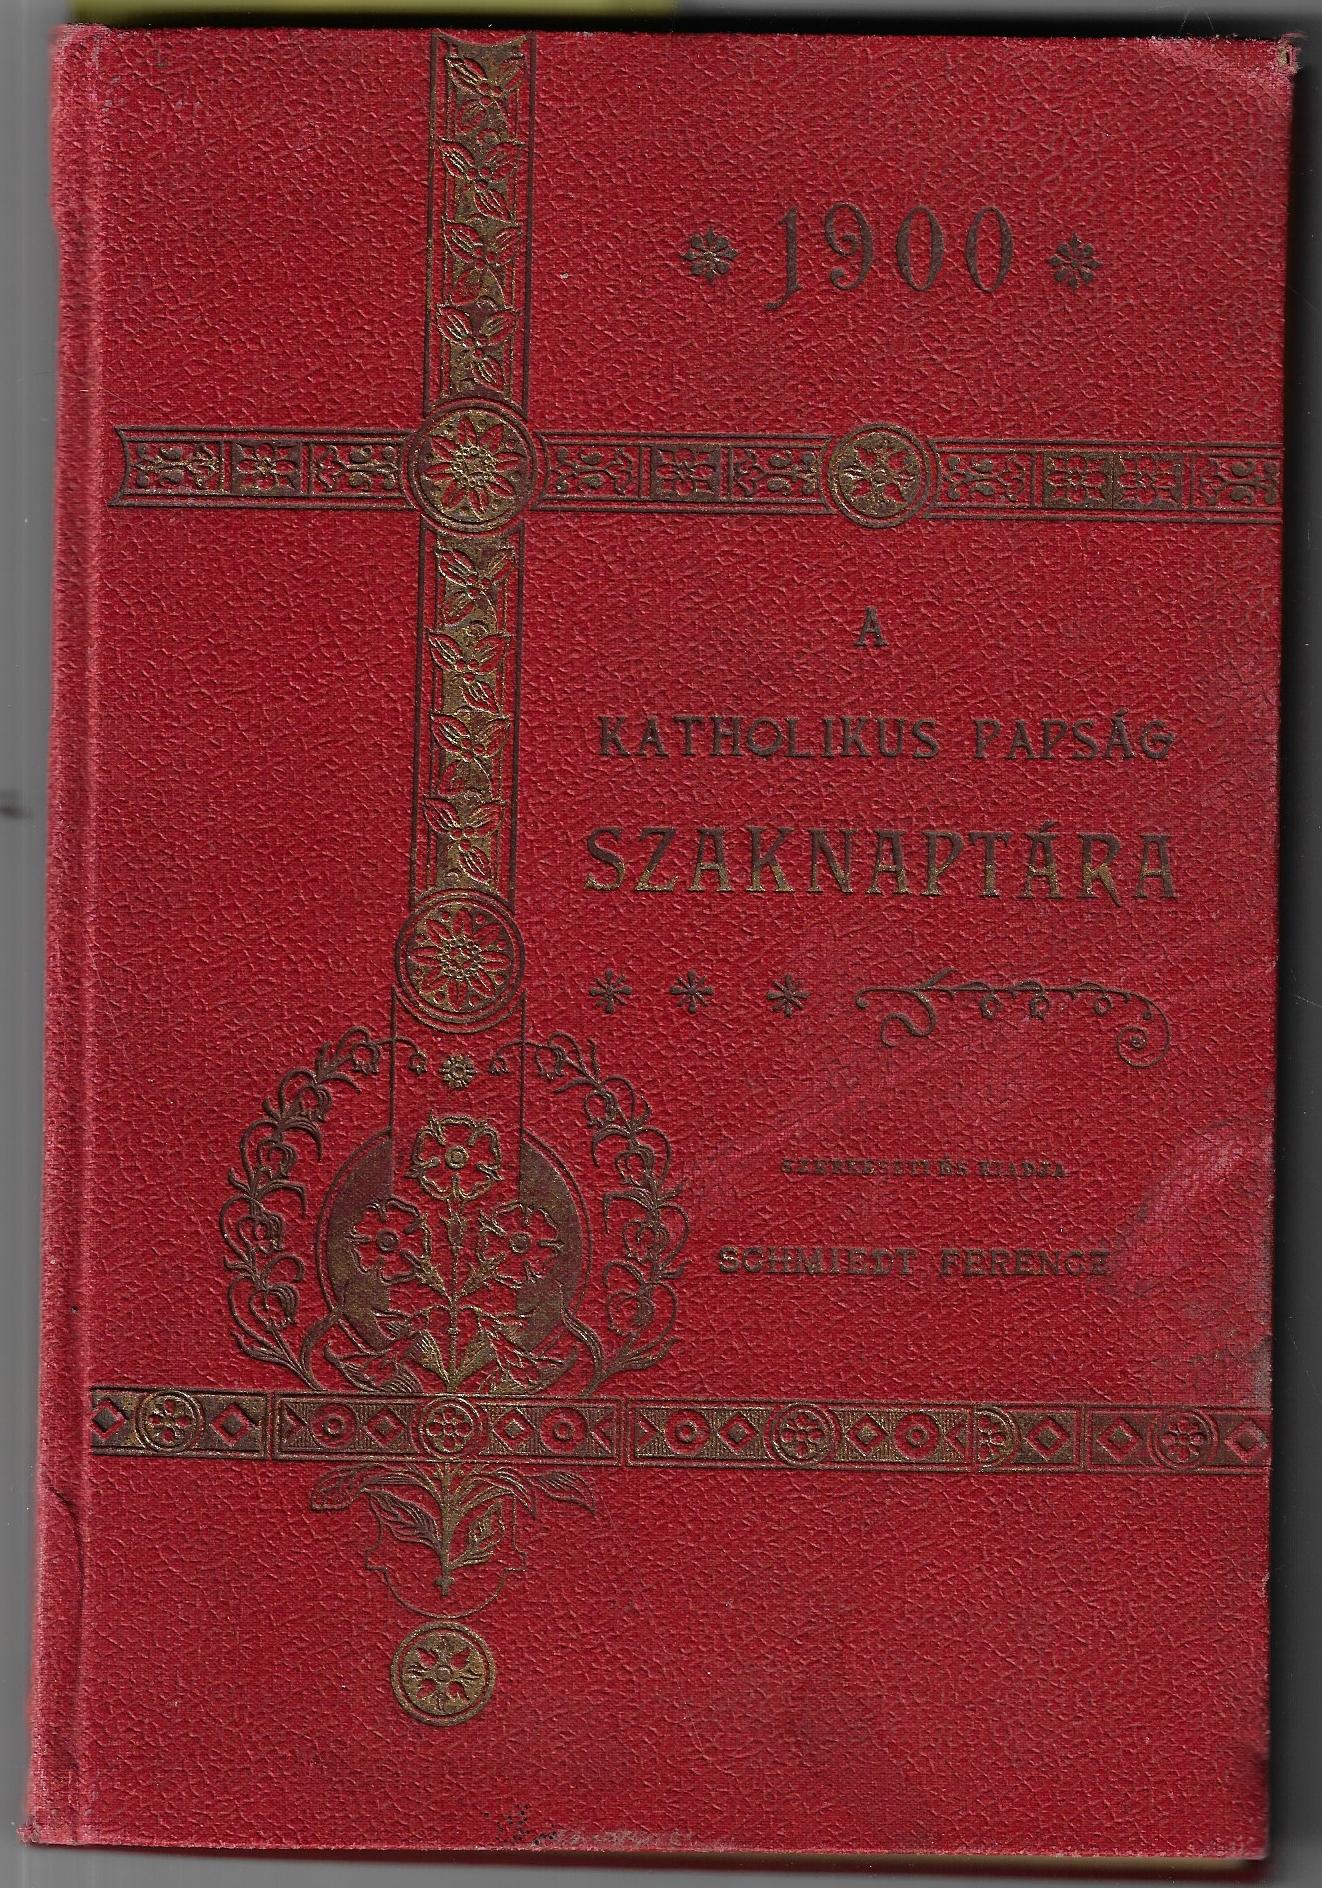 1900
A
KATHOLIKUS PAPSÁG
SZAKNAPTÁRA
SZERKESZTI ÉS KIADJA
SCHMIEDT FERENCZ